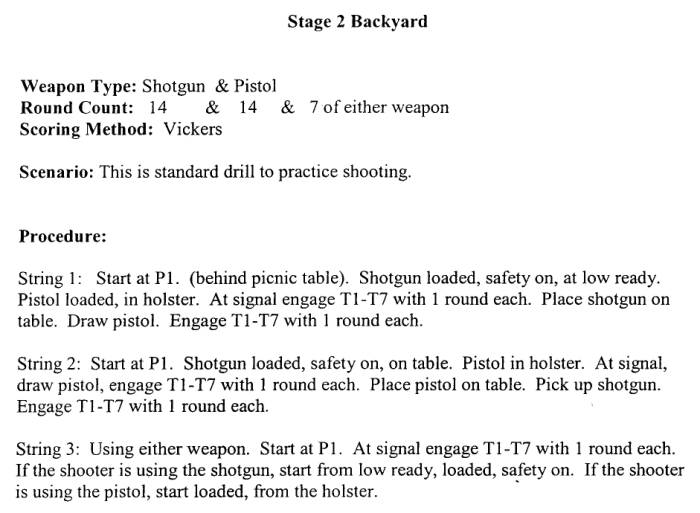 Stage 2 Backyard
Weapon Type: Shotgun & Pistol
Round Count: 14 & 14 & 7 of either weapon
Scoring Method: Vickers
Scenario: This is standard drill to practice shooting.
Procedure:
String 1: Start at P1. (behind picnic table). Shotgun loaded, safety on, at low ready.
Pistol loaded, in holster. At signal engage T1-T7 with 1 round each. Place shotgun on
table. Draw pistol. Engage T1-T7 with 1 round each.
String 2: Start at P1. Shotgun loaded, safety on, on table. Pistol in holster. At signal,
draw pistol, engage T1-T7 with 1 round each. Place pistol on table. Pick up shotgun.
Engage T1-T7 with 1 round each.
String 3: Using either weapon. Start at P1. At signal engage T1-T7 with 1 round each.
If the shooter is using the shotgun, start from low ready, loaded, safety on. If the shooter
is using the pistol, start loaded, from the holster.